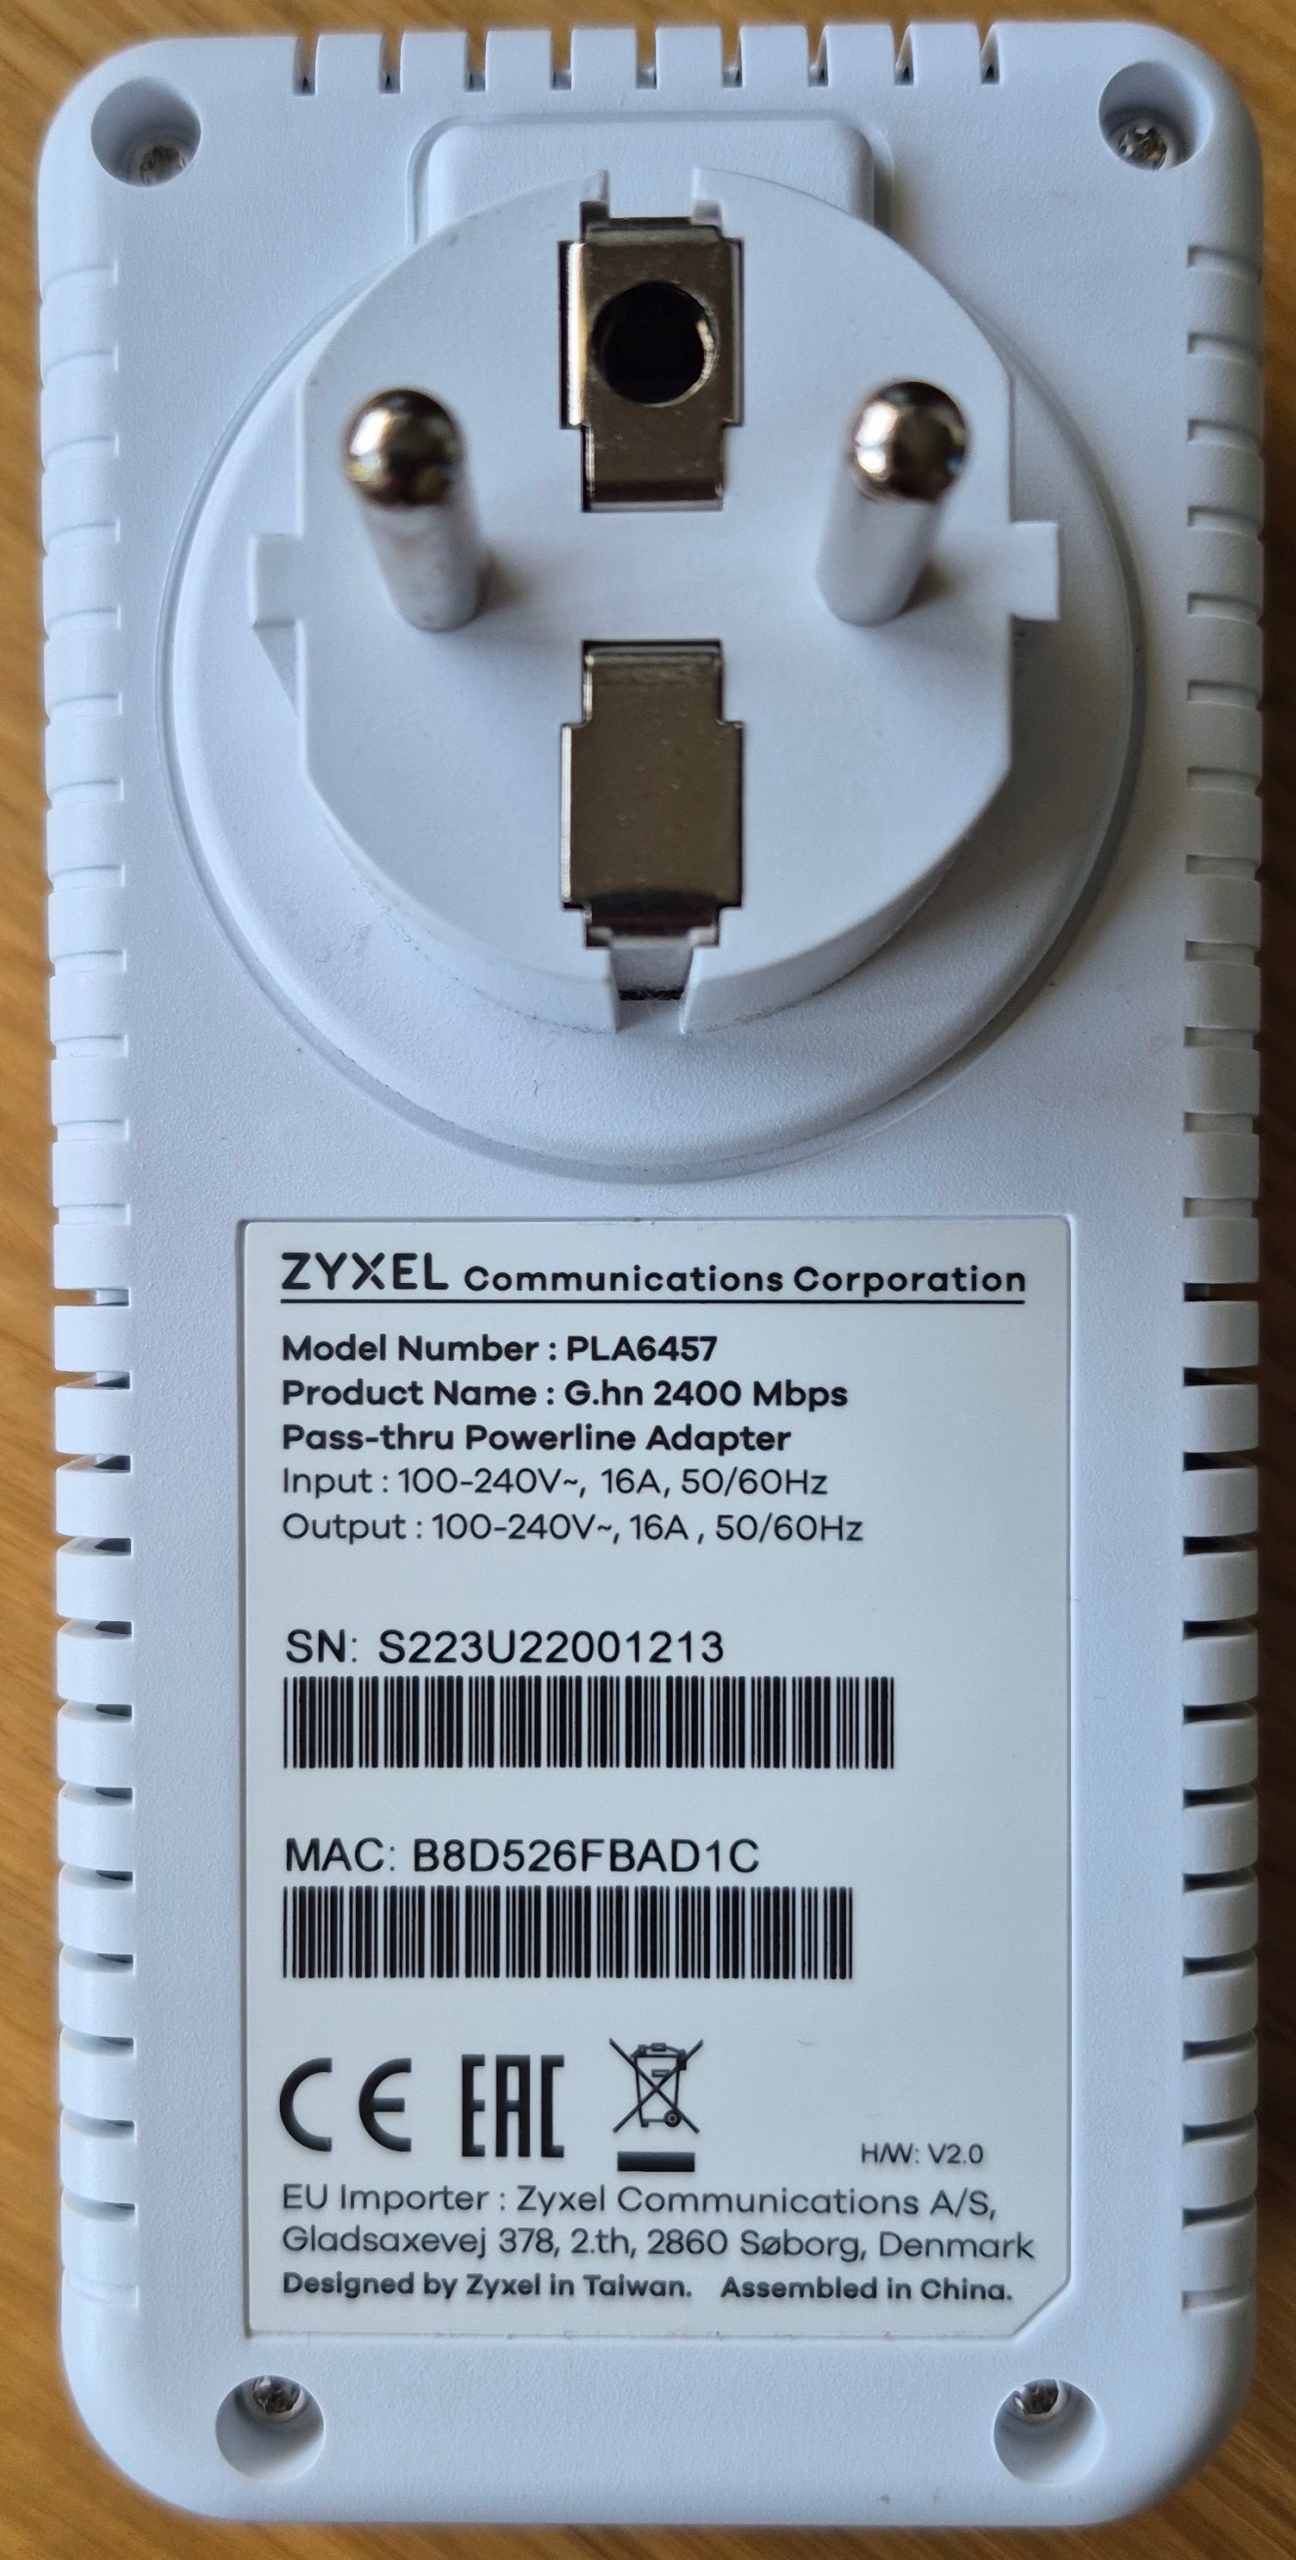 ZYXEL Communications Corporation
Model Number : PLA6457
Product Name : G.hn 2400 Mbps
Pass-thru Powerline Adapter
Input : 100-240V~, 16A, 50/60Hz
Output : 100-240V~, 16A , 50/60Hz
SN: S223U22001213
MAC: B8D526FBAD1C
CE EAC
H/W: V2.0
EU Importer : Zyxel Communications A/S,
Gladsaxevej 378, 2.th, 2860 Søborg, Denmark
Designed by Zyxel in Taiwan. Assembled in China.